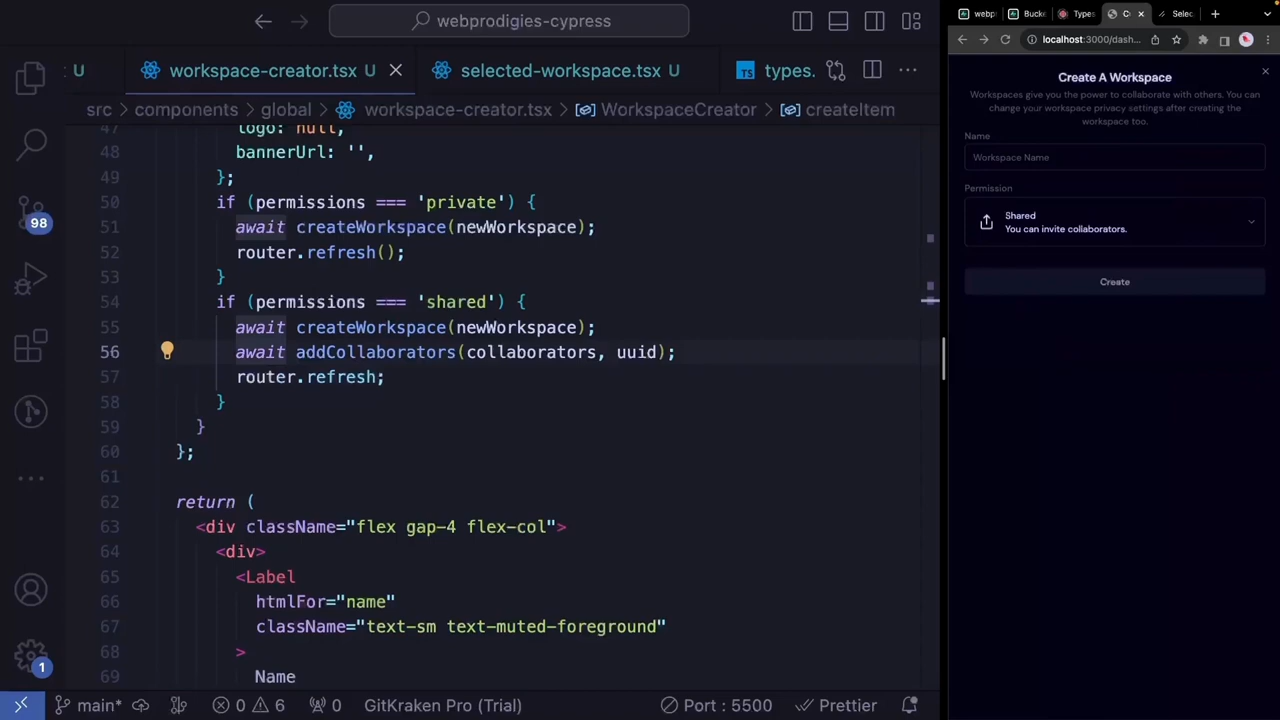 webprodigies-cypress
U
workspace-creator.tsx U
selected-workspace.tsx U
TS types.
src > components > global > workspace-creator.tsx > WorkspaceCreator > createItem
47 logo: null,
48 bannerUrl: '',
49 };
50 if (permissions === 'private') {
51 await createWorkspace(newWorkspace);
52 router.refresh();
53 }
54 if (permissions === 'shared') {
55 await createWorkspace(newWorkspace);
56 await addCollaborators(collaborators, uuid);
57 router.refresh;
58 }
59 }
60 };
61
62 return (
63 <div className="flex gap-4 flex-col">
64 <div>
65 <Label
66 htmlFor="name"
67 className="text-sm text-muted-foreground"
68 >
69 Name
98
1
main* 0 6 0 GitKraken Pro (Trial) Port : 5500 Prettier
webpr Bucke Types C Selec
localhost:3000/dash...
Create A Workspace
Workspaces give you the power to collaborate with others. You can
change your workspace privacy settings after creating the
workspace too.
Name
Workspace Name
Permission
Shared
You can invite collaborators.
Create